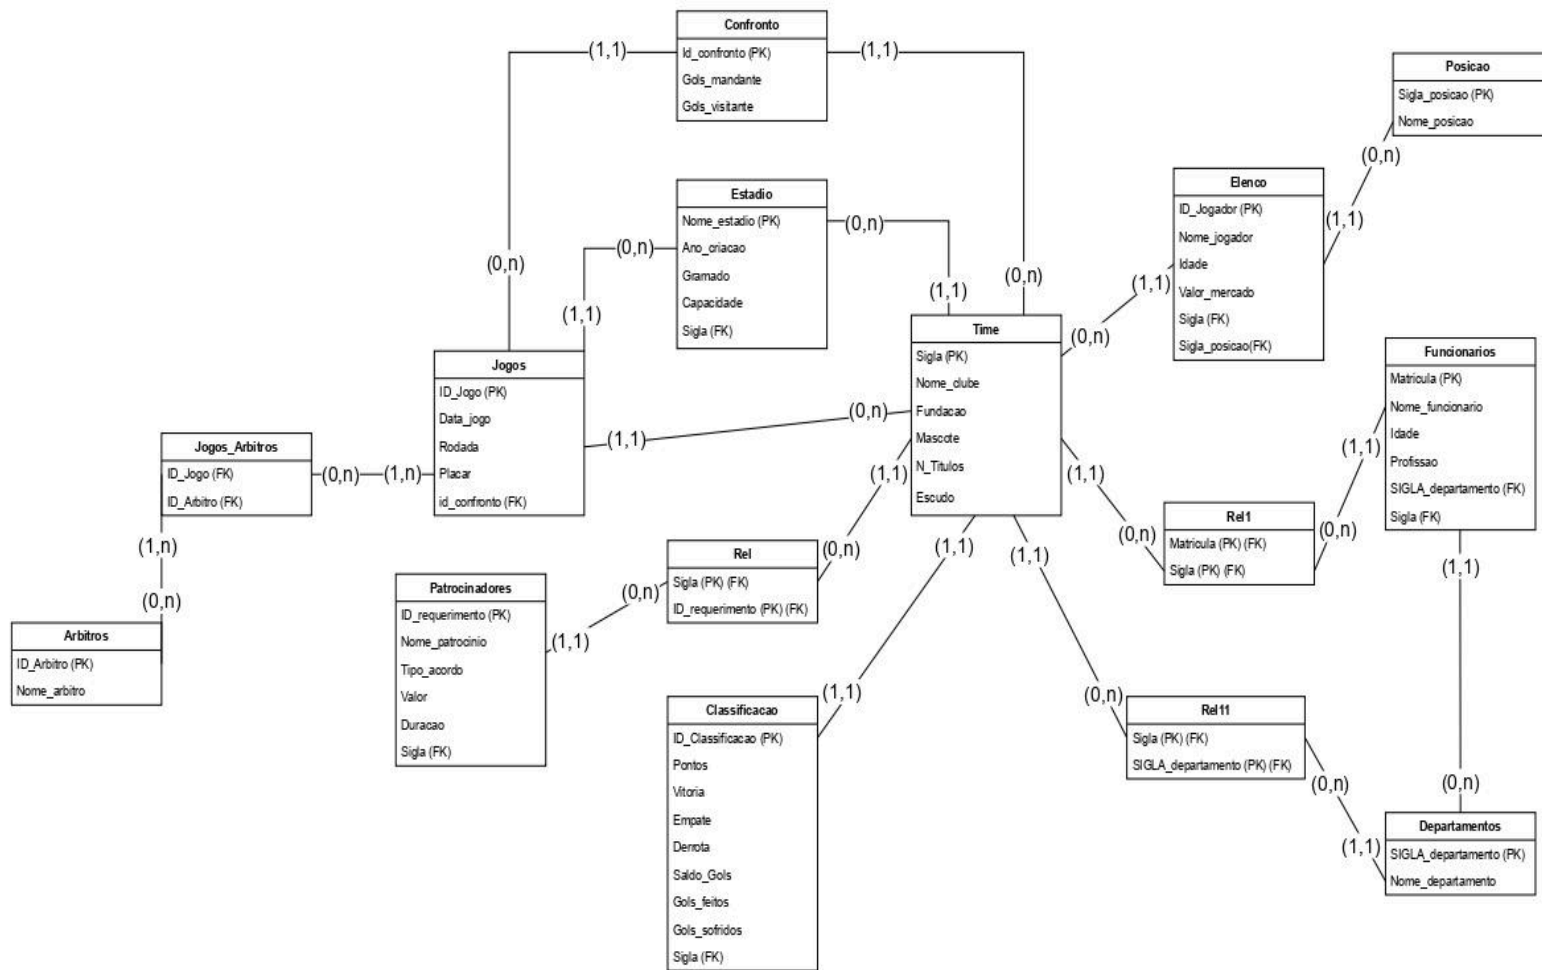 Confronto
Id_confronto (PK)
Gols_mandante
Gols_visitante
(1,1)
(1,1)
(0,n)
(0,n)
Posicao
Sigla_posicao (PK)
Nome_posicao
(0,n)
(1,1)
Elenco
ID_Jogador (PK)
Nome_jogador
Idade
Valor_mercado
Sigla (FK)
Sigla_posicao(FK)
(1,1)
(0,n)
Estadio
Nome_estadio (PK)
Ano_criacao
Gramado
Capacidade
Sigla (FK)
(0,n)
(1,1)
(0,n)
(1,1)
Time
Sigla (PK)
Nome_clube
Fundacao
Mascote
N_Titulos
Escudo
Jogos
ID_Jogo (PK)
Data_jogo
Rodada
Placar
id_confronto (FK)
(0,n)
(1,1)
Jogos_Arbitros
ID_Jogo (FK)
ID_Arbitro (FK)
(0,n)
(1,n)
(1,n)
(0,n)
Arbitros
ID_Arbitro (PK)
Nome_arbitro
Funcionarios
Matricula (PK)
Nome_funcionario
Idade
Profissao
SIGLA_departamento (FK)
Sigla (FK)
(1,1)
(0,n)
Rel1
Matricula (PK) (FK)
Sigla (PK) (FK)
(1,1)
(0,n)
Rel
Sigla (PK) (FK)
ID_requerimento (PK) (FK)
(1,1)
(0,n)
(0,n)
(1,1)
Patrocinadores
ID_requerimento (PK)
Nome_patrocinio
Tipo_acordo
Valor
Duracao
Sigla (FK)
(1,1)
(1,1)
Classificacao
ID_Classificacao (PK)
Pontos
Vitoria
Empate
Derrota
Saldo_Gols
Gols_feitos
Gols_sofridos
Sigla (FK)
(1,1)
(0,n)
Rel11
Sigla (PK) (FK)
SIGLA_departamento (PK) (FK)
(0,n)
(1,1)
(1,1)
(0,n)
Departamentos
SIGLA_departamento (PK)
Nome_departamento